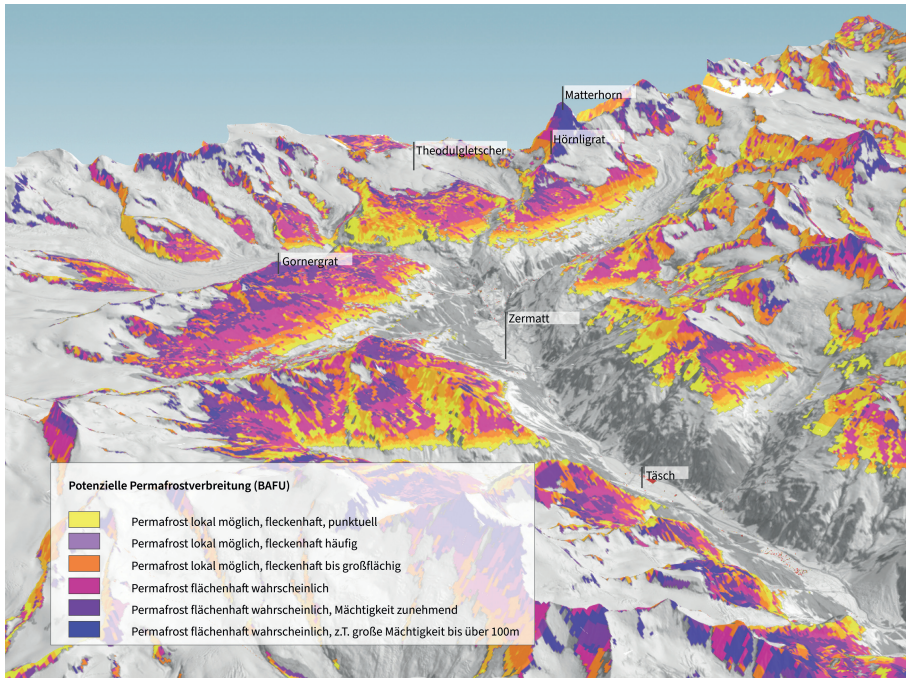 Matterhorn
Hörnligrat
Theodulgletscher
Gornergrat
Zermatt
Täsch
Potenzielle Permafrostverbreitung (BAFU)
Permafrost lokal möglich, fleckenhaft, punktuell
Permafrost lokal möglich, fleckenhaft häufig
Permafrost lokal möglich, fleckenhaft bis großflächig
Permafrost flächenhaft wahrscheinlich
Permafrost flächenhaft wahrscheinlich, Mächtigkeit zunehmend
Permafrost flächenhaft wahrscheinlich, z.T. große Mächtigkeit bis über 100m